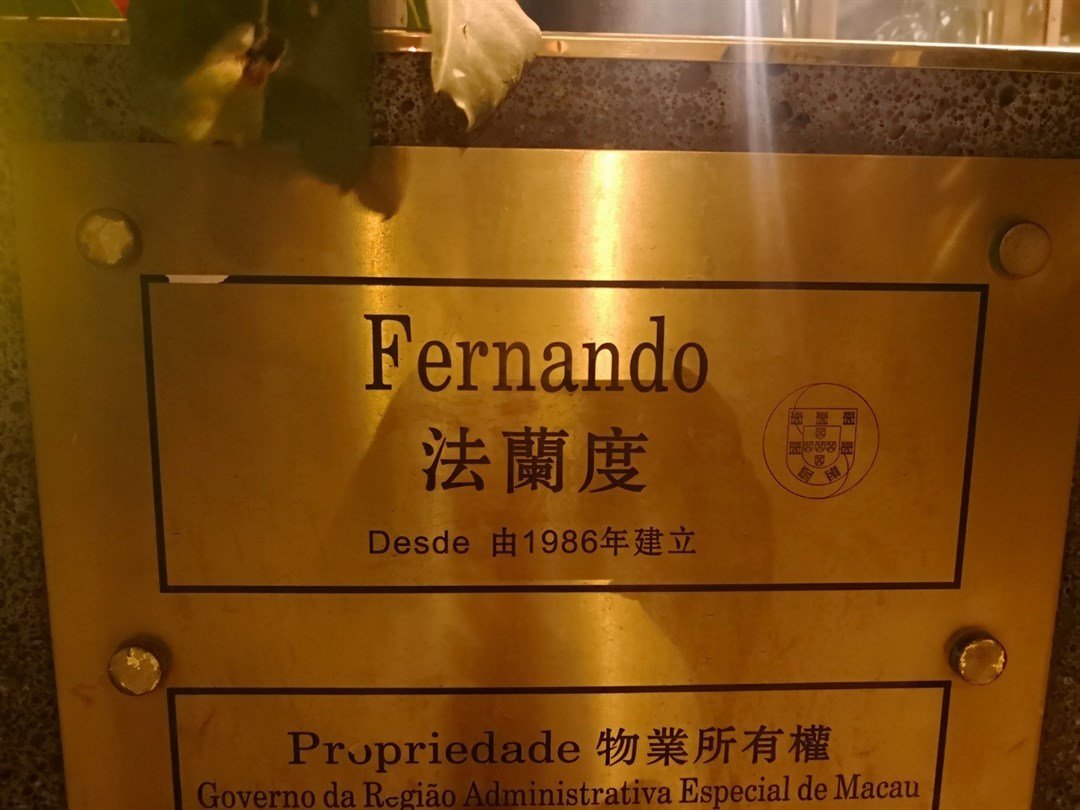 Fernando
法蘭度
Desde 由1986年建立
Propriedade 物業所有權
Governo da Região Administrativa Especial de Macau